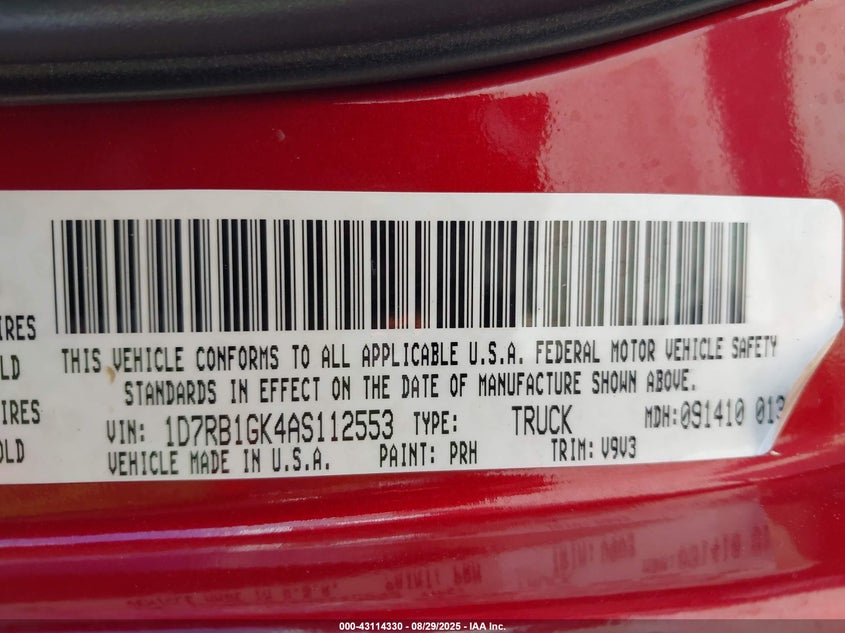 IRES
THIS VEHICLE CONFORMS TO ALL APPLICABLE U.S.A. FEDERAL MOTOR VEHICLE SAFETY
OLD
STANDARDS IN EFFECT ON THE DATE OF MANUFACTURE SHOWN ABOVE.
IRES
VIN: 1D7RB1GK4AS112553 TYPE: TRUCK MDH:091410 013
OLD
VEHICLE MADE IN U.S.A. PAINT: PRH TRIM: V9V3
000-43114330 - 08/29/2025 - IAA Inc.